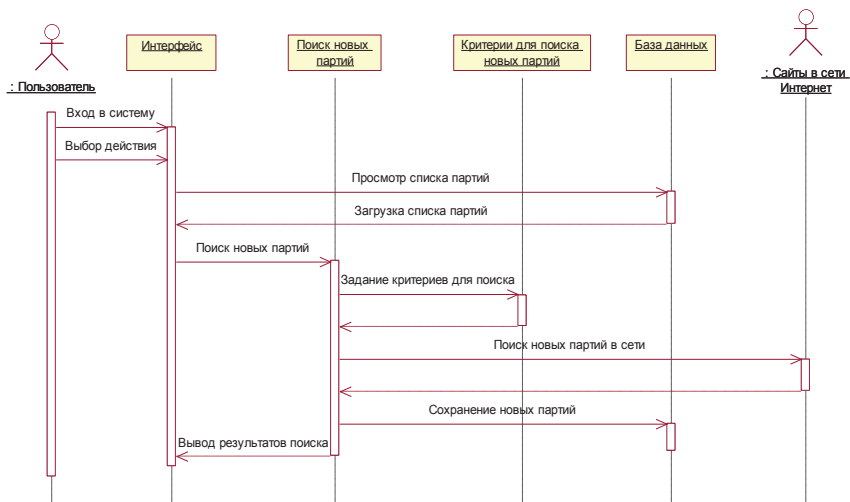 Интерфейс
Поиск новых
партий
Критерии для поиска
новых партий
База данных
: Пользователь
: Сайты в сети
Интернет
Вход в систему
Выбор действия
Просмотр списка партий
Загрузка списка партий
Поиск новых партий
Задание критериев для поиска
Поиск новых партий в сети
Сохранение новых партий
Вывод результатов поиска